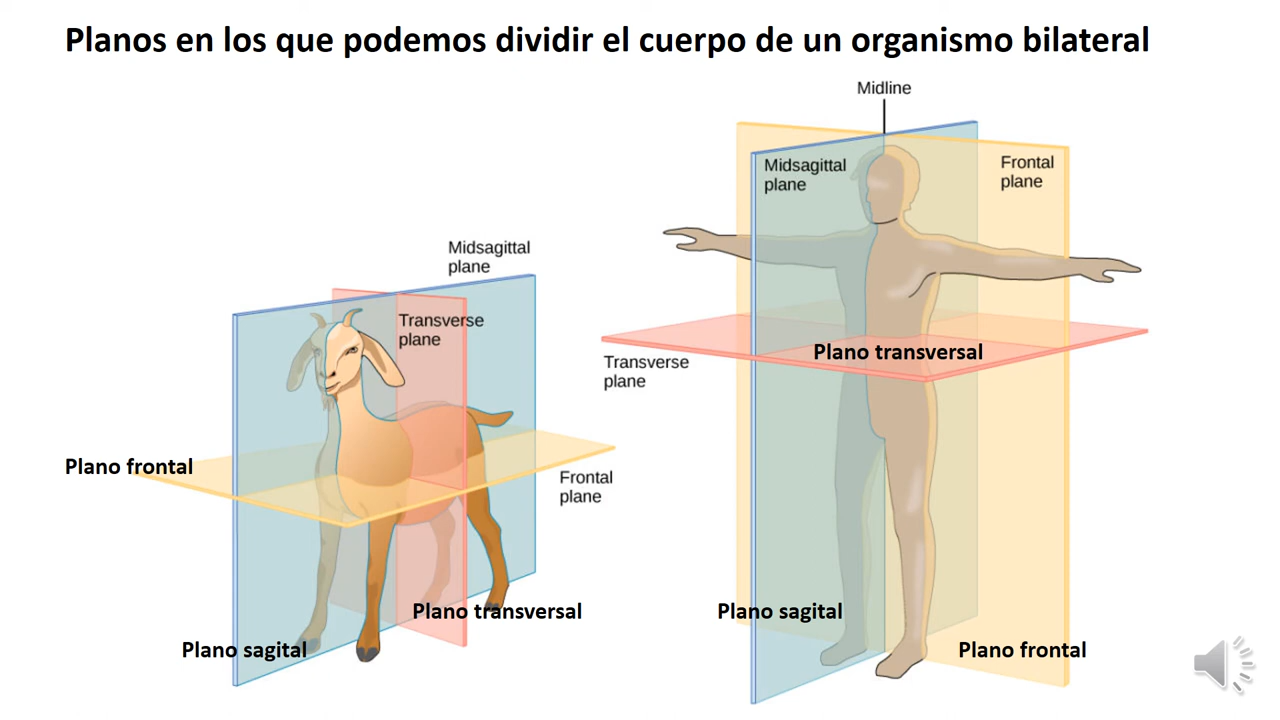 Planos en los que podemos dividir el cuerpo de un organismo bilateral
Midsagittal
plane
Transverse
plane
Plano frontal
Frontal
plane
Plano transversal
Plano sagital
Midline
Midsagittal
plane
Frontal
plane
Plano transversal
Transverse
plane
Plano sagital
Plano frontal